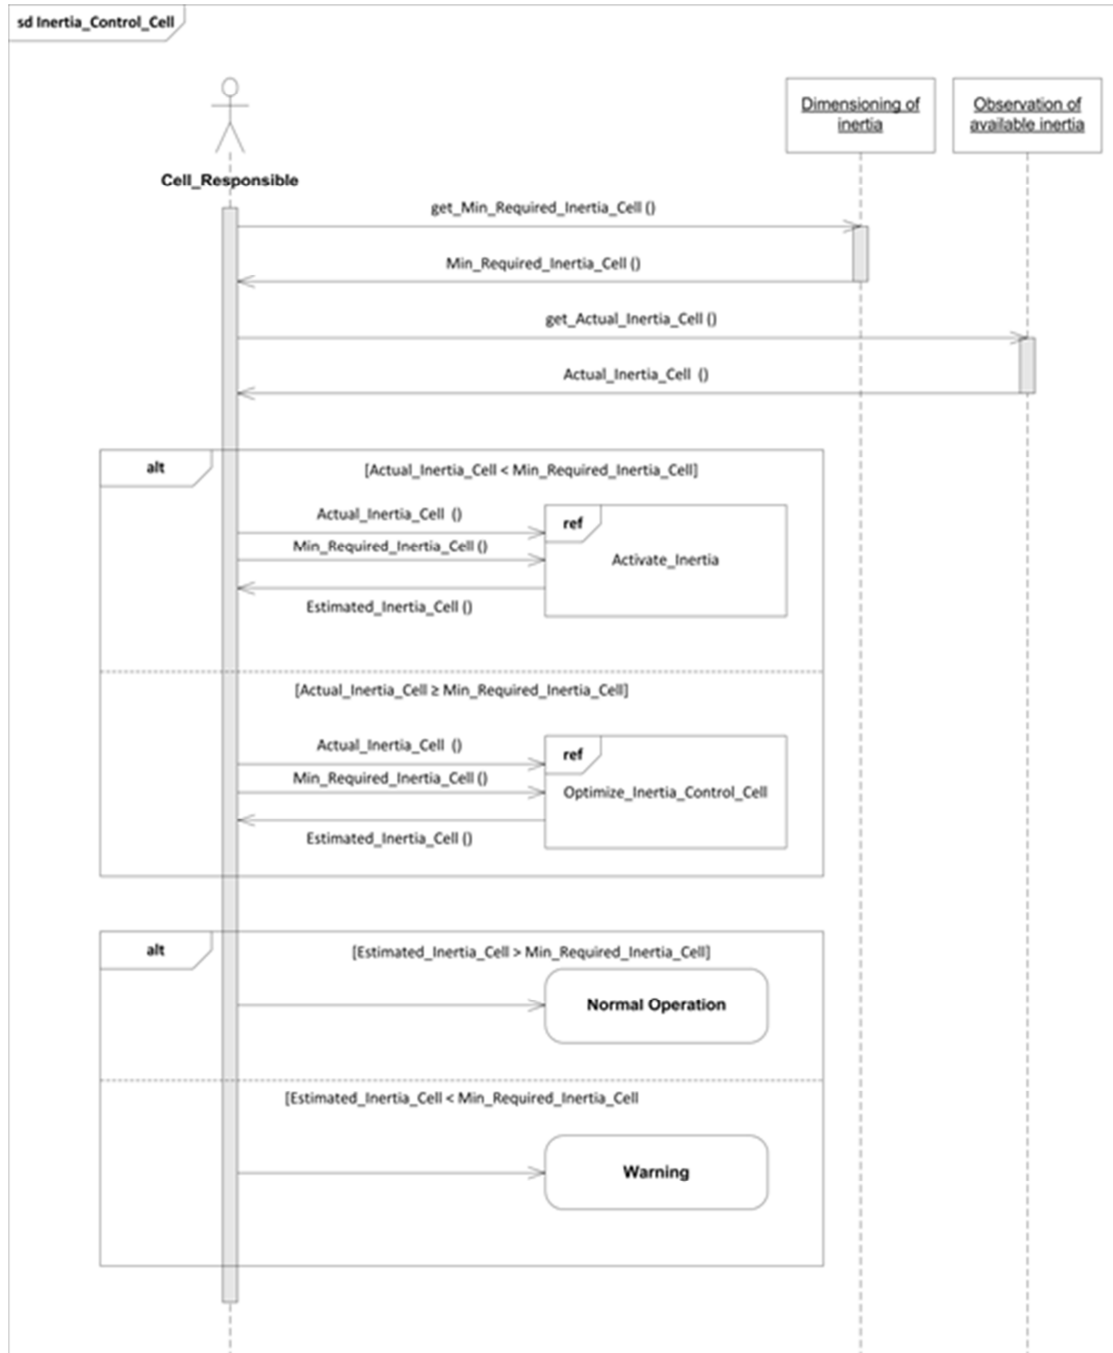 sd Inertia_Control_Cell
Dimensioning of
inertia
Observation of
available inertia
Cell_Responsible
get_Min_Required_Inertia_Cell ()
Min_Required_Inertia_Cell ()
get_Actual_Inertia_Cell ()
Actual_Inertia_Cell ()
alt
[Actual_Inertia_Cell < Min_Required_Inertia_Cell]
Actual_Inertia_Cell ()
ref
Min_Required_Inertia_Cell ()
Activate_Inertia
Estimated_Inertia_Cell ()
[Actual_Inertia_Cell ≥ Min_Required_Inertia_Cell]
Actual_Inertia_Cell ()
ref
Min_Required_Inertia_Cell ()
Optimize_Inertia_Control_Cell
Estimated_Inertia_Cell ()
alt
[Estimated_Inertia_Cell > Min_Required_Inertia_Cell]
Normal Operation
[Estimated_Inertia_Cell < Min_Required_Inertia_Cell
Warning